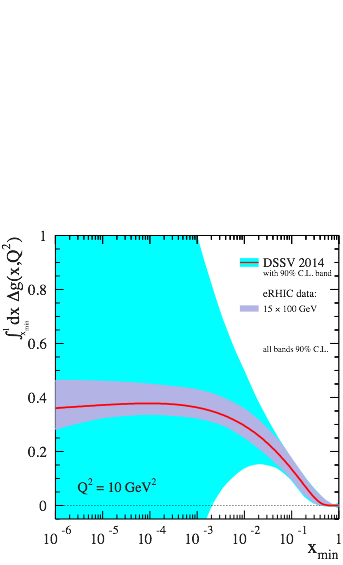 1
0.8
0.6
0.4
0.2
0
∫¹ₓₘᵢₙ dx Δg(x,Q²)
DSSV 2014
with 90% C.L. band
eRHIC data:
15 × 100 GeV
all bands 90% C.L.
Q² = 10 GeV²
10⁻⁶ 10⁻⁵ 10⁻⁴ 10⁻³ 10⁻² 10⁻¹ 1
xₘᵢₙ